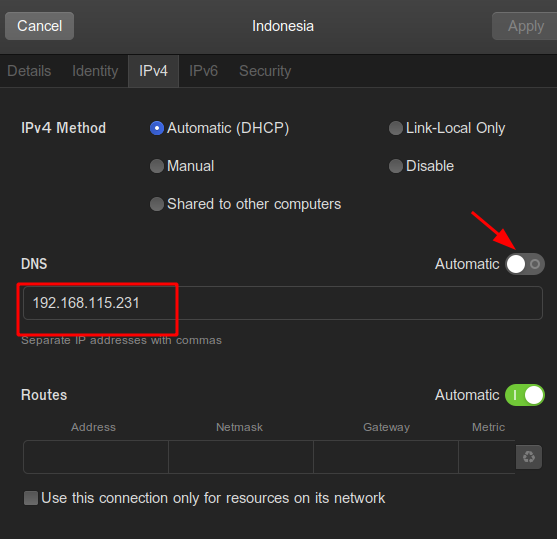 Cancel Indonesia Apply
Details Identity IPv4 IPv6 Security
IPv4 Method Automatic (DHCP) Link-Local Only
Manual Disable
Shared to other computers
DNS Automatic
192.168.115.231
Separate IP addresses with commas
Routes Automatic
Address Netmask Gateway Metric
Use this connection only for resources on its network